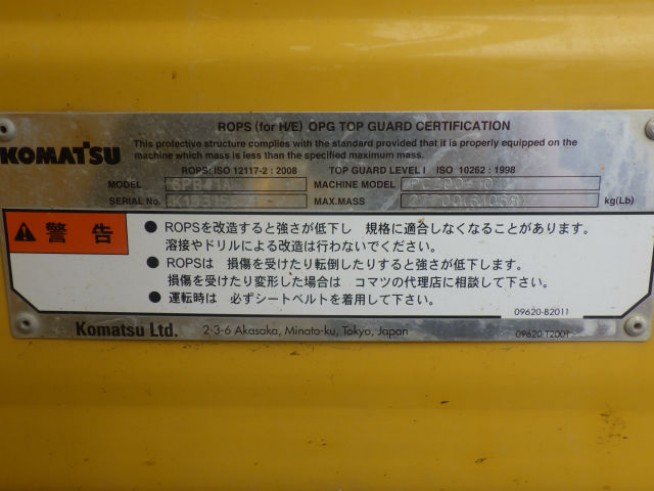 ROPS (for H/E) OPG TOP GUARD CERTIFICATION
KOMATSU
This protective structure complies with the standard provided that it is properly equipped on the
machine which mass is less than the specified maximum mass.
ROPS: ISO 12117-2 : 2008 TOP GUARD LEVEL I ISO 10262 : 1998
MODEL MACHINE MODEL
SERIAL No. MAX.MASS kg(Lb)
警告
● ROPSを改造すると強さが低下し 規格に適合しなくなることがあります。
溶接やドリルによる改造は行わないでください。
● ROPSは 損傷を受けたり転倒したりすると強さが低下します。
損傷を受けたり変形した場合は コマツの代理店に相談して下さい。
● 運転時は 必ずシートベルトを着用して下さい。
09620-82011
Komatsu Ltd. 2-3-6 Akasaka, Minato-ku, Tokyo, Japan
09620-T2001